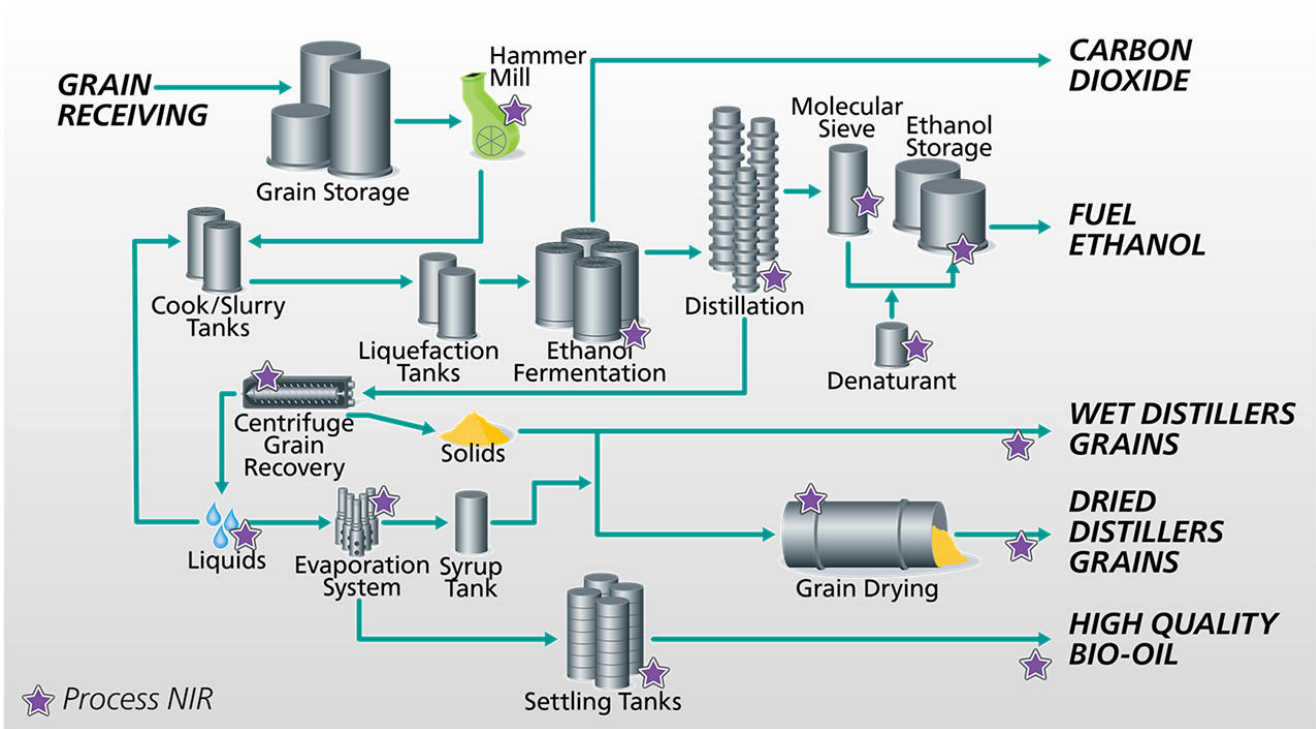 GRAIN
RECEIVING
Grain Storage
Hammer
Mill
CARBON
DIOXIDE
Molecular
Sieve
Ethanol
Storage
FUEL
ETHANOL
Cook/Slurry
Tanks
Liquefaction
Tanks
Ethanol
Fermentation
Distillation
Denaturant
Centrifuge
Grain
Recovery
Solids
WET DISTILLERS
GRAINS
Liquids
Evaporation
System
Syrup
Tank
Grain Drying
DRIED
DISTILLERS
GRAINS
Settling Tanks
HIGH QUALITY
BIO-OIL
Process NIR